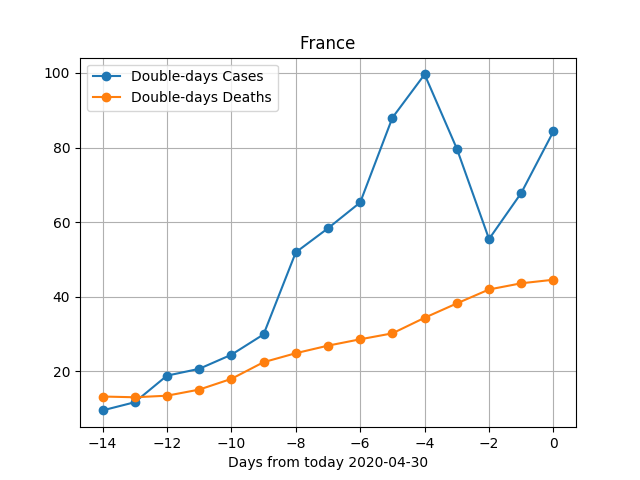 France
Double-days Cases
Double-days Deaths
100
80
60
40
20
−14 −12 −10 −8 −6 −4 −2 0
Days from today 2020-04-30